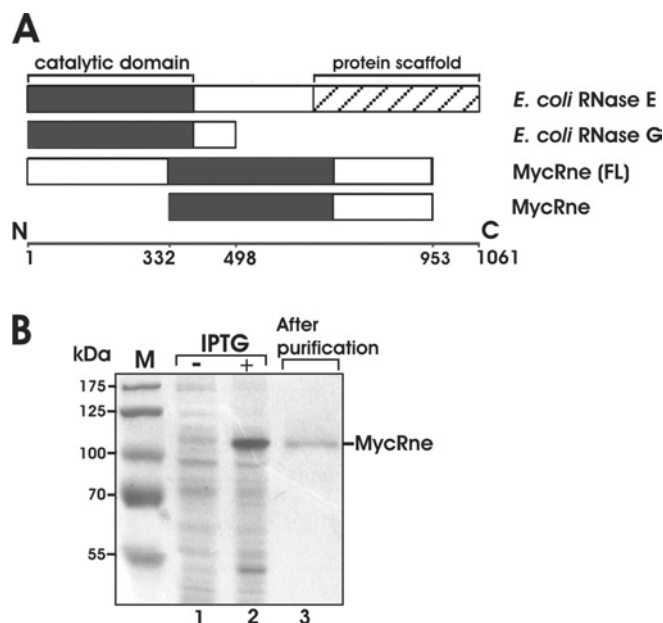 A
catalytic domain
protein scaffold
E. coli RNase E
E. coli RNase G
MycRne (FL)
MycRne
N
C
1
332
498
953
1061
B
After
purification
IPTG
kDa
M
-
+
175
125
100
70
55
MycRne
1
2
3